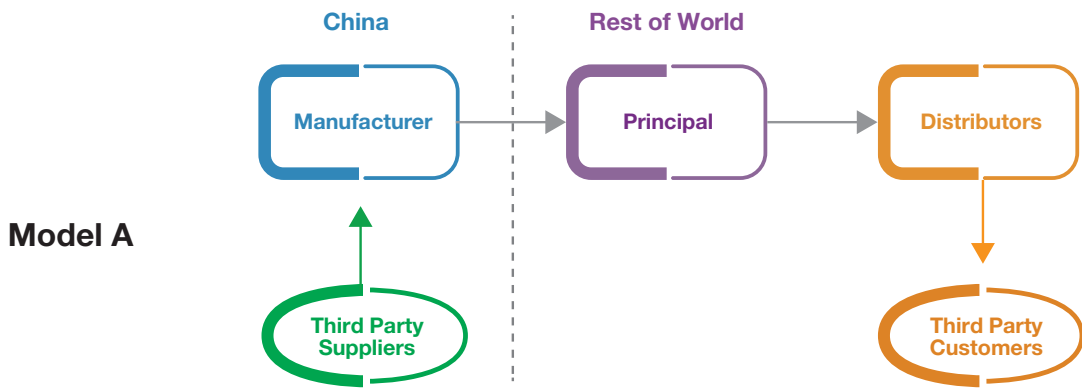 China
Rest of World
Manufacturer
Principal
Distributors
Model A
Third Party
Suppliers
Third Party
Customers